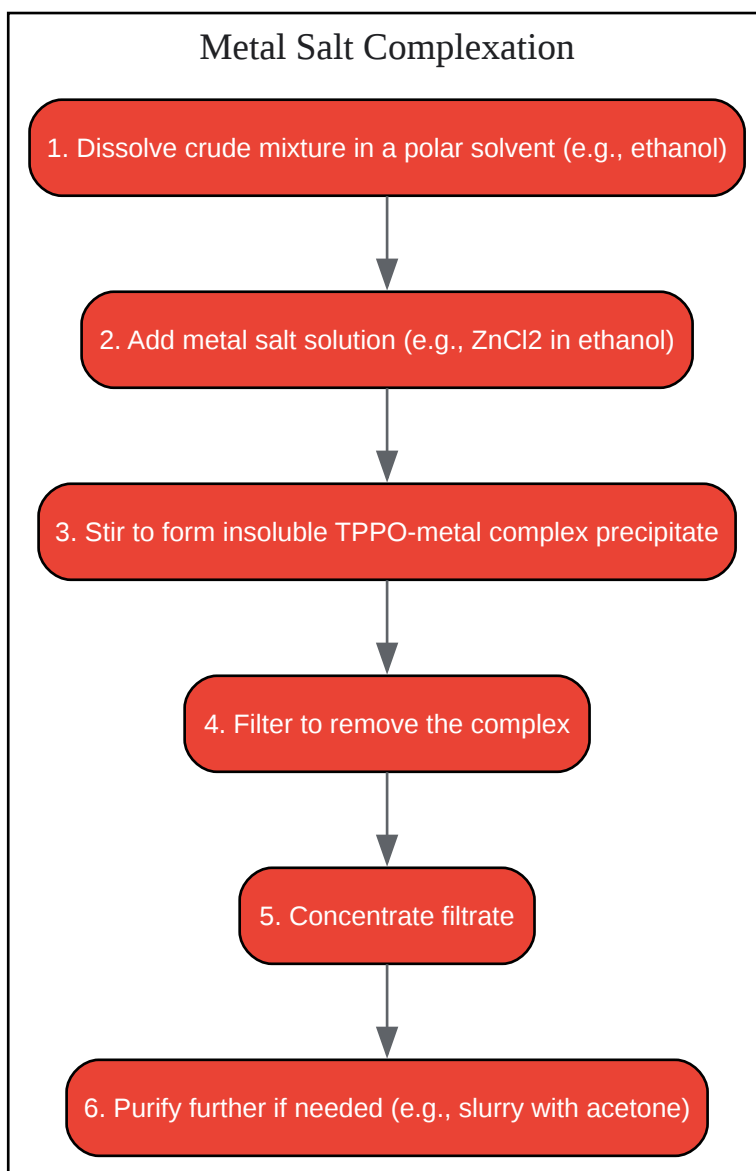 Metal Salt Complexation
1. Dissolve crude mixture in a polar solvent (e.g., ethanol)
2. Add metal salt solution (e.g., ZnCl2 in ethanol)
3. Stir to form insoluble TPPO-metal complex precipitate
4. Filter to remove the complex
5. Concentrate filtrate
6. Purify further if needed (e.g., slurry with acetone)